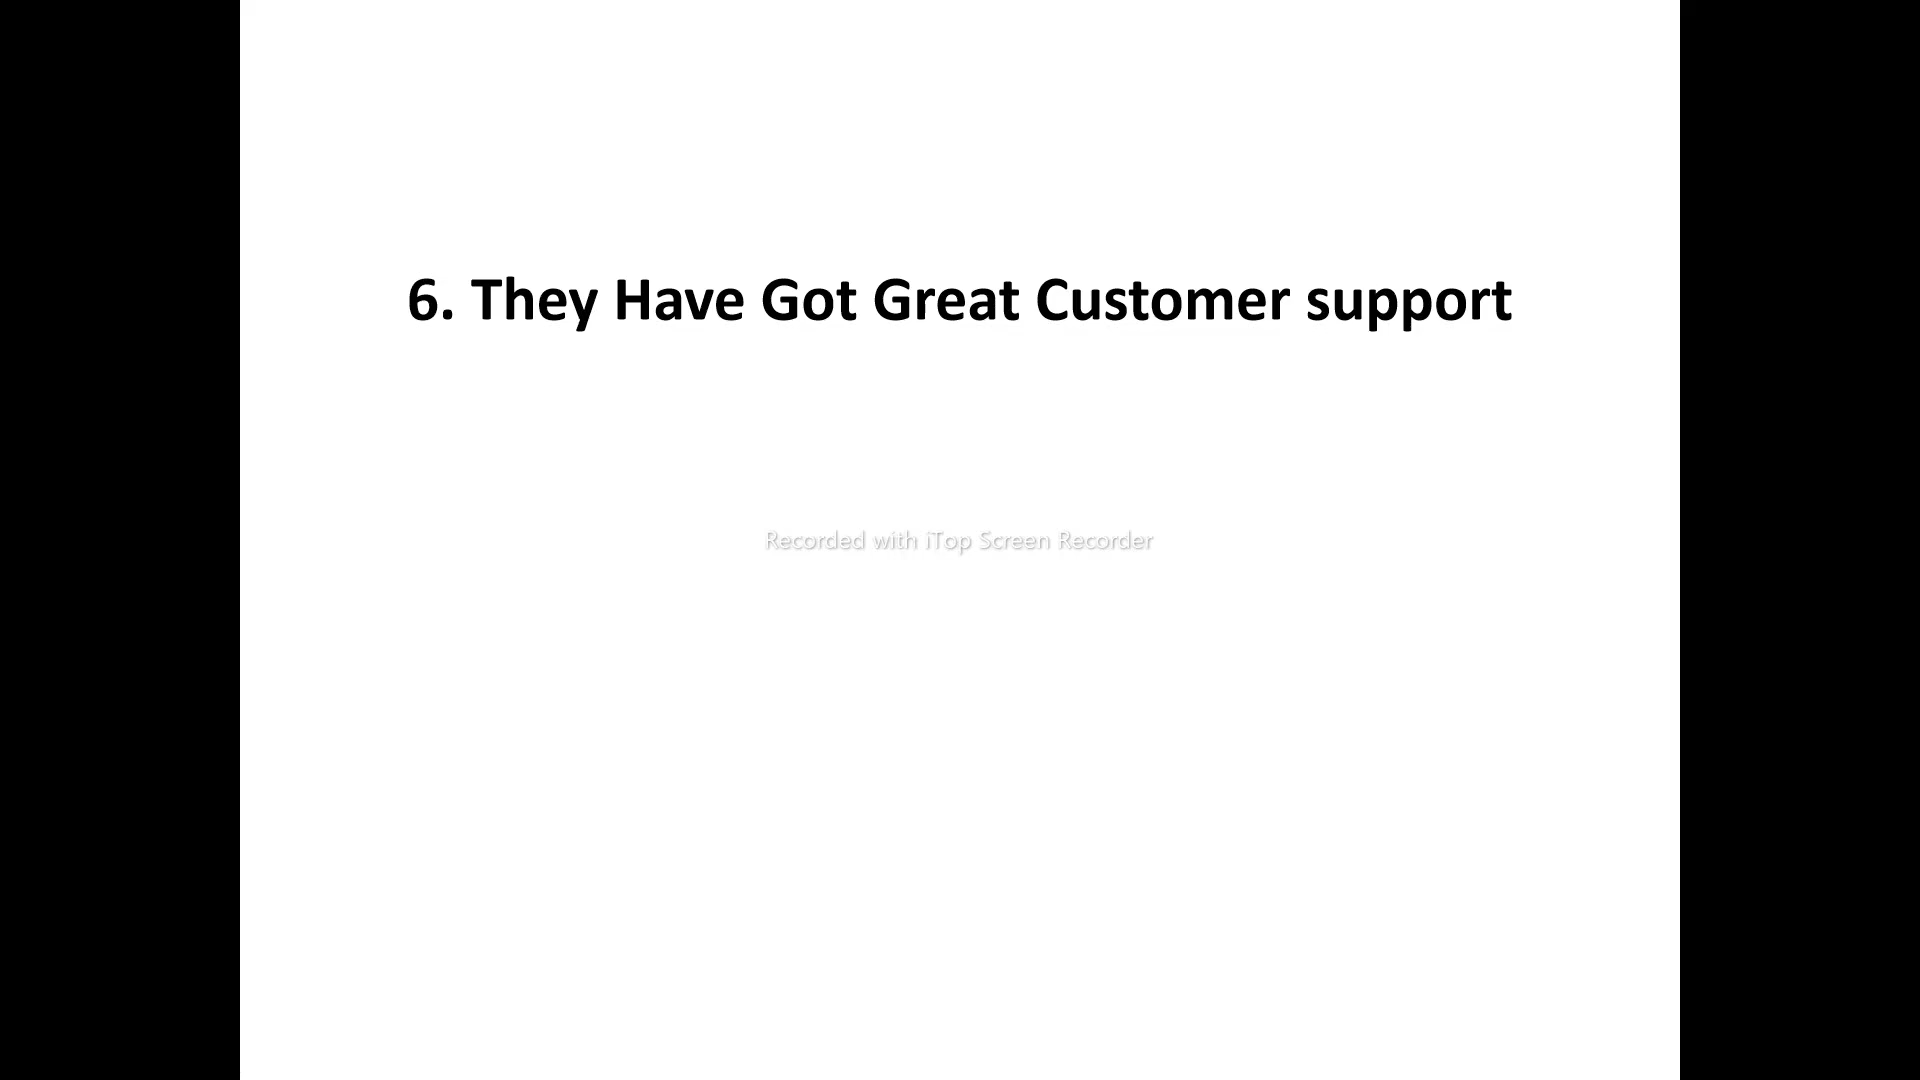 6. They Have Got Great Customer support
Recorded with iTop Screen Recorder